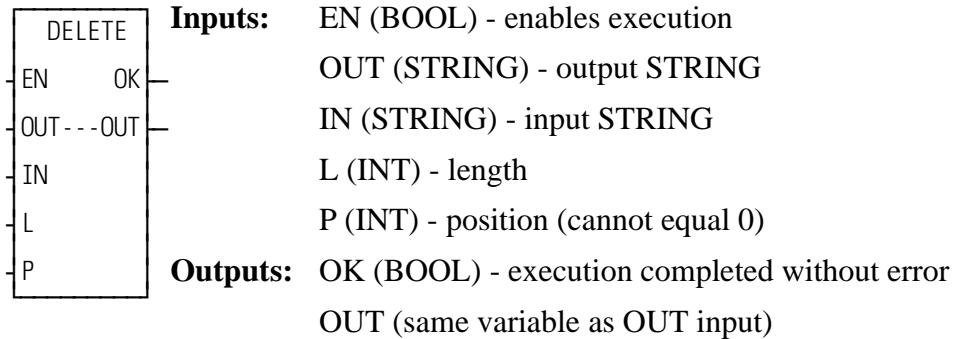 DELETE
EN OK
OUT---OUT
IN
L
P
Inputs: EN (BOOL) - enables execution
OUT (STRING) - output STRING
IN (STRING) - input STRING
L (INT) - length
P (INT) - position (cannot equal 0)
Outputs: OK (BOOL) - execution completed without error
OUT (same variable as OUT input)